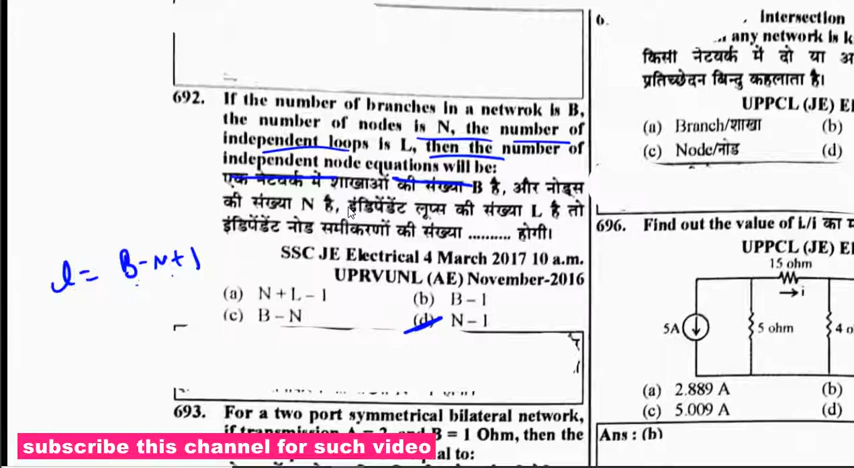 692. If the number of branches in a netwrok is B,
the number of nodes is N, the number of
independent loops is L, then the number of
independent node equations will be:
एक नेटवर्क में शाखाओं की संख्या B है, और नोड्स
की संख्या N है, इंडिपेंडेंट लूप्स की संख्या L है तो
इंडिपेंडेंट नोड समीकरणों की संख्या .......... होगी।
SSC JE Electrical 4 March 2017 10 a.m.
UPRVUNL (AE) November-2016
(a) N + L – 1 (b) B – 1
(c) B – N (d) N – 1
l = B-N+1
693. For a two port symmetrical bilateral network,
B = 1 Ohm, then the
al to:
subscribe this channel for such video
6.
Intersection
any network is k
किसी नेटवर्क में दो या अ
प्रतिच्छेदन बिन्दु कहलाता है।
UPPCL (JE) El
(a) Branch/शाखा (b)
(c) Node/नोड (d)
696. Find out the value of i./i का म
UPPCL (JE) El
15 ohm
i
5A
5 ohm
4 o
(a) 2.889 A (b)
(c) 5.009 A (d)
Ans : (b)